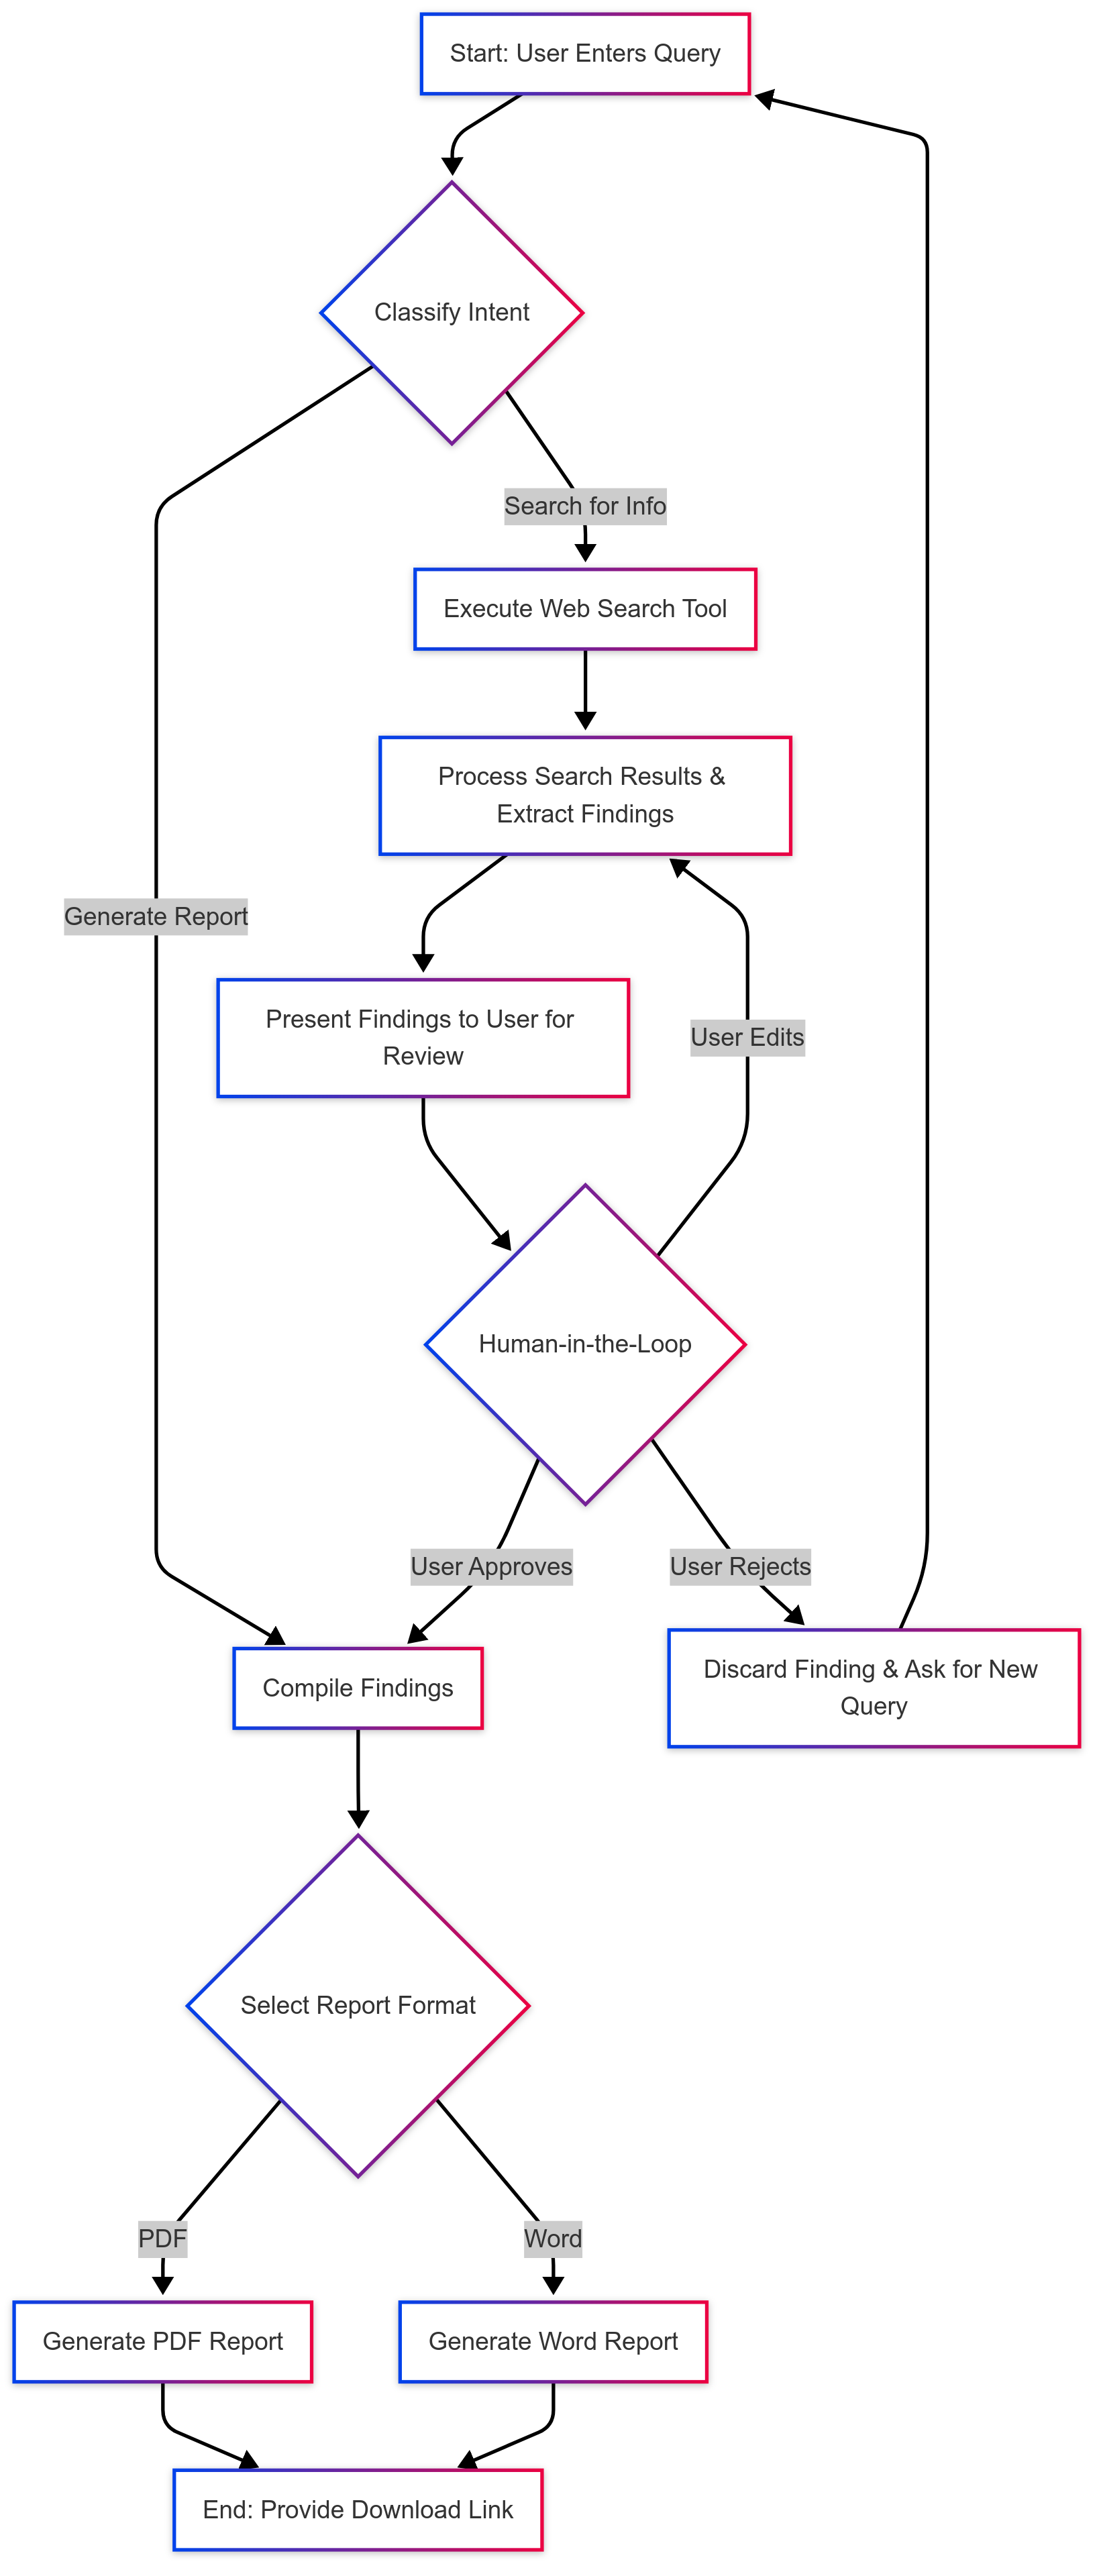 Start: User Enters Query
Classify Intent
Search for Info
Execute Web Search Tool
Process Search Results &
Extract Findings
Generate Report
Present Findings to User for
Review
User Edits
Human-in-the-Loop
User Approves
User Rejects
Compile Findings
Discard Finding & Ask for New
Query
Select Report Format
PDF
Word
Generate PDF Report
Generate Word Report
End: Provide Download Link